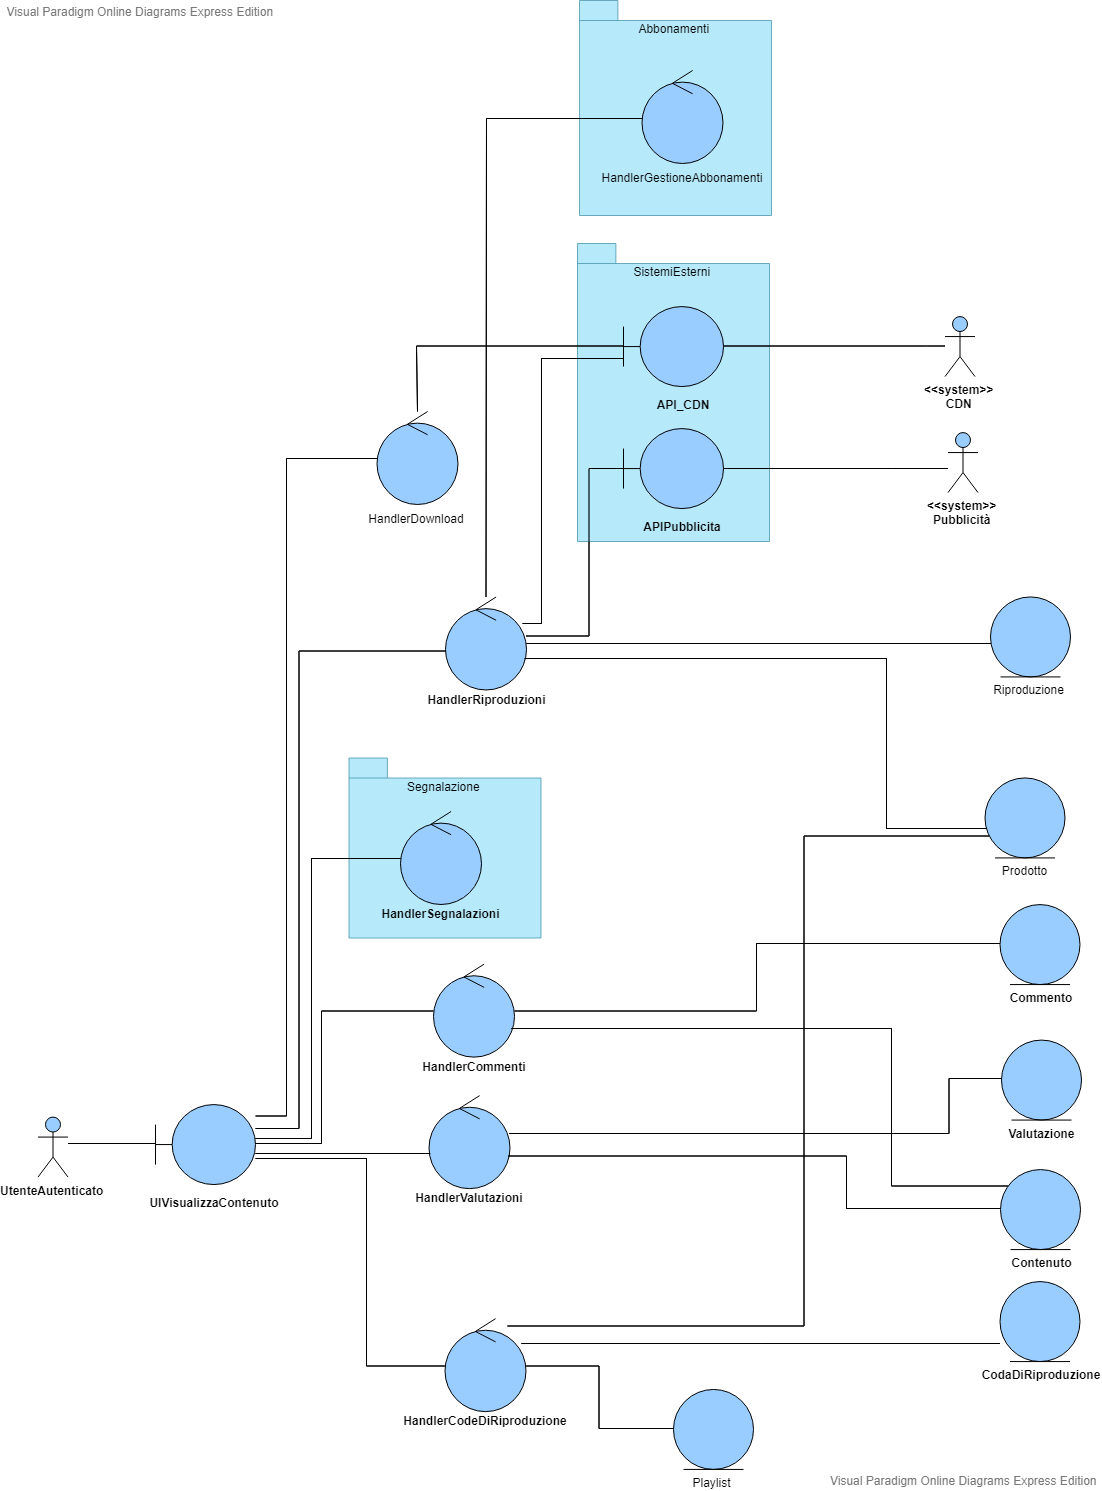 Visual Paradigm Online Diagrams Express Edition
Abbonamenti
HandlerGestioneAbbonamenti
SistemiEsterni
API_CDN
<<system>>
CDN
APIPubblicita
<<system>>
Pubblicità
HandlerDownload
HandlerRiproduzioni
Riproduzione
Segnalazione
HandlerSegnalazioni
Prodotto
Commento
HandlerCommenti
Valutazione
UtenteAutenticato
UIVisualizzaContenuto
HandlerValutazioni
Contenuto
CodaDiRiproduzione
HandlerCodeDiRiproduzione
Playlist
Visual Paradigm Online Diagrams Express Edition